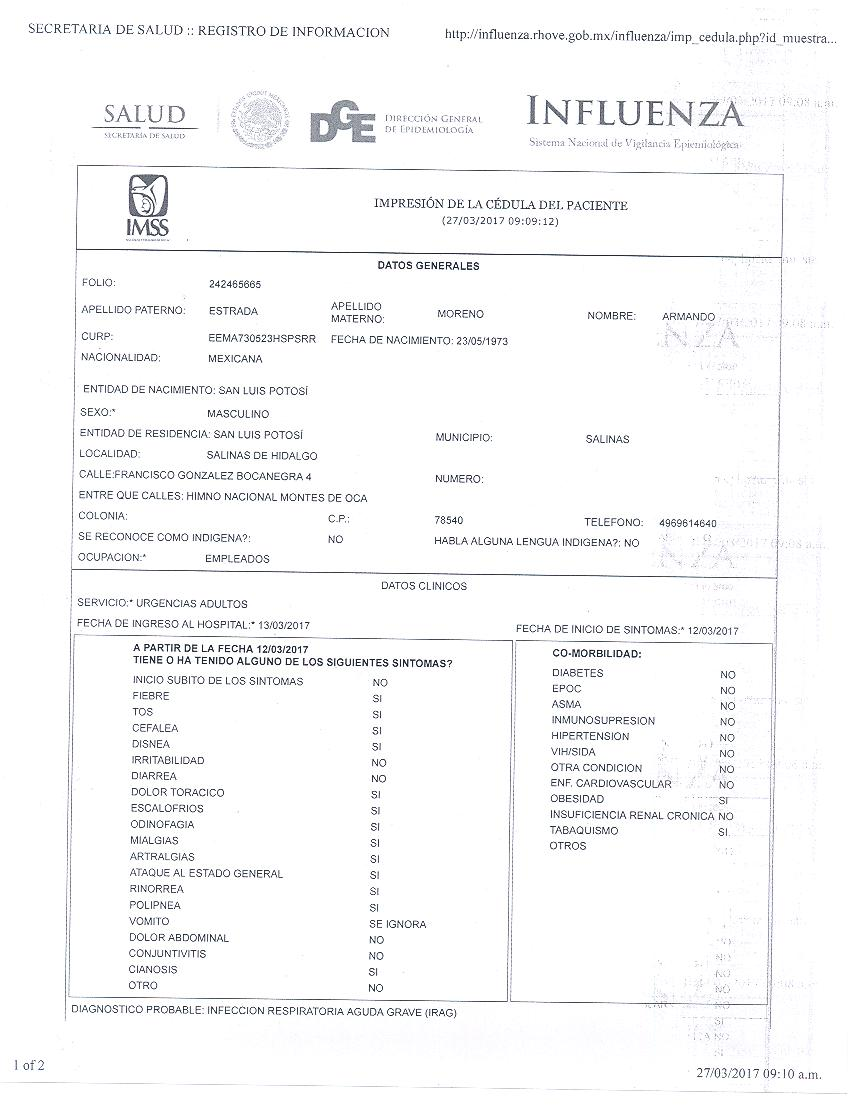 SECRETARIA DE SALUD :: REGISTRO DE INFORMACION http://influenza.rhove.gob.mx/influenza/imp_cedula.php?id_muestra...
SALUD
SECRETARÍA DE SALUD
DGE DIRECCIÓN GENERAL
DE EPIDEMIOLOGÍA
INFLUENZA
Sistema Nacional de Vigilancia Epidemiológica
IMSS
IMPRESIÓN DE LA CÉDULA DEL PACIENTE
(27/03/2017 09:09:12)
DATOS GENERALES
FOLIO: 242465665
APELLIDO PATERNO: ESTRADA APELLIDO MATERNO: MORENO NOMBRE: ARMANDO
CURP: EEMA730523HSPSRR FECHA DE NACIMIENTO: 23/05/1973
NACIONALIDAD: MEXICANA
ENTIDAD DE NACIMIENTO: SAN LUIS POTOSÍ
SEXO:* MASCULINO
ENTIDAD DE RESIDENCIA: SAN LUIS POTOSÍ MUNICIPIO: SALINAS
LOCALIDAD: SALINAS DE HIDALGO
CALLE:FRANCISCO GONZALEZ BOCANEGRA 4 NUMERO:
ENTRE QUE CALLES: HIMNO NACIONAL MONTES DE OCA
COLONIA: C.P.: 78540 TELEFONO: 4969614640
SE RECONOCE COMO INDIGENA?: NO HABLA ALGUNA LENGUA INDIGENA?: NO
OCUPACION:* EMPLEADOS
DATOS CLINICOS
SERVICIO:* URGENCIAS ADULTOS
FECHA DE INGRESO AL HOSPITAL:* 13/03/2017 FECHA DE INICIO DE SINTOMAS:* 12/03/2017
A PARTIR DE LA FECHA 12/03/2017
TIENE O HA TENIDO ALGUNO DE LOS SIGUIENTES SINTOMAS?
INICIO SUBITO DE LOS SINTOMAS NO
FIEBRE SI
TOS SI
CEFALEA SI
DISNEA SI
IRRITABILIDAD NO
DIARREA NO
DOLOR TORACICO SI
ESCALOFRIOS SI
ODINOFAGIA SI
MIALGIAS SI
ARTRALGIAS SI
ATAQUE AL ESTADO GENERAL SI
RINORREA SI
POLIPNEA SI
VOMITO SE IGNORA
DOLOR ABDOMINAL NO
CONJUNTIVITIS NO
CIANOSIS SI
OTRO NO
CO-MORBILIDAD:
DIABETES NO
EPOC NO
ASMA NO
INMUNOSUPRESION NO
HIPERTENSION NO
VIH/SIDA NO
OTRA CONDICION NO
ENF. CARDIOVASCULAR NO
OBESIDAD SI
INSUFICIENCIA RENAL CRONICA NO
TABAQUISMO SI
OTROS
DIAGNOSTICO PROBABLE: INFECCION RESPIRATORIA AGUDA GRAVE (IRAG)
1 of 2 27/03/2017 09:10 a.m.